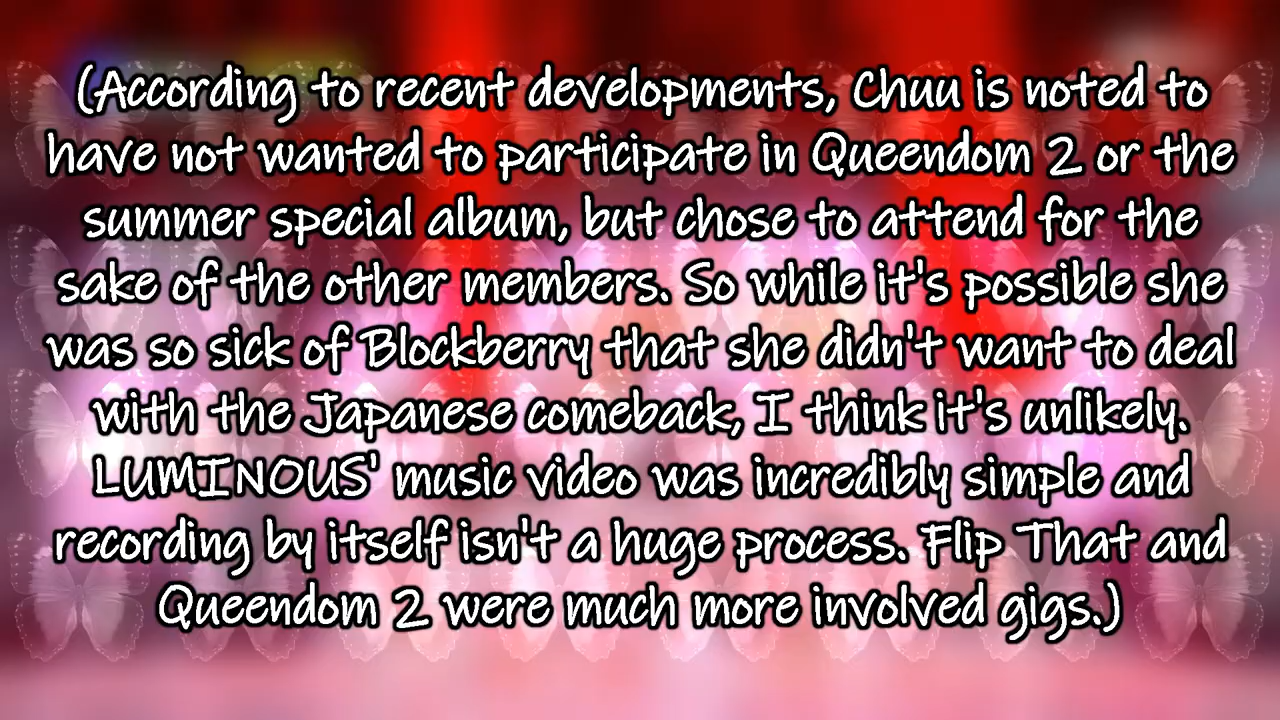 (According to recent developments, Chuu is noted to
have not wanted to participate in Queendom 2 or the
summer special album, but chose to attend for the
sake of the other members. So while it's possible she
was so sick of Blockberry that she didn't want to deal
with the Japanese comeback, I think it's unlikely.
LUMINOUS' music video was incredibly simple and
recording by itself isn't a huge process. Flip That and
Queendom 2 were much more involved gigs.)